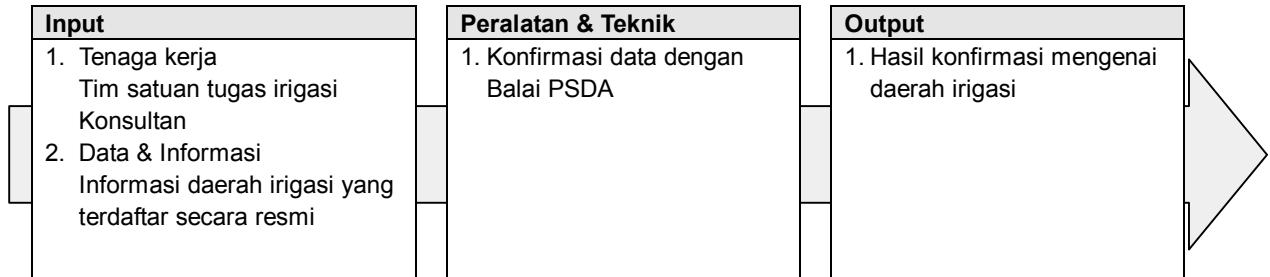 Input
1. Tenaga kerja
Tim satuan tugas irigasi
Konsultan
2. Data & Informasi
Informasi daerah irigasi yang
terdaftar secara resmi
Peralatan & Teknik
1. Konfirmasi data dengan
Balai PSDA
Output
1. Hasil konfirmasi mengenai
daerah irigasi